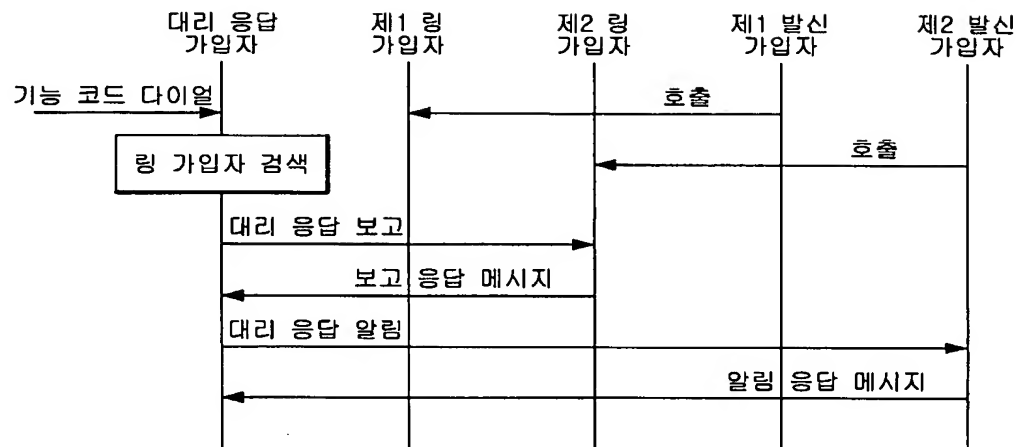 대리 응답
가입자
제1 링
가입자
제2 링
가입자
제1 발신
가입자
제2 발신
가입자
기능 코드 다이얼
호출
호출
링 가입자 검색
대리 응답 보고
보고 응답 메시지
대리 응답 알림
알림 응답 메시지